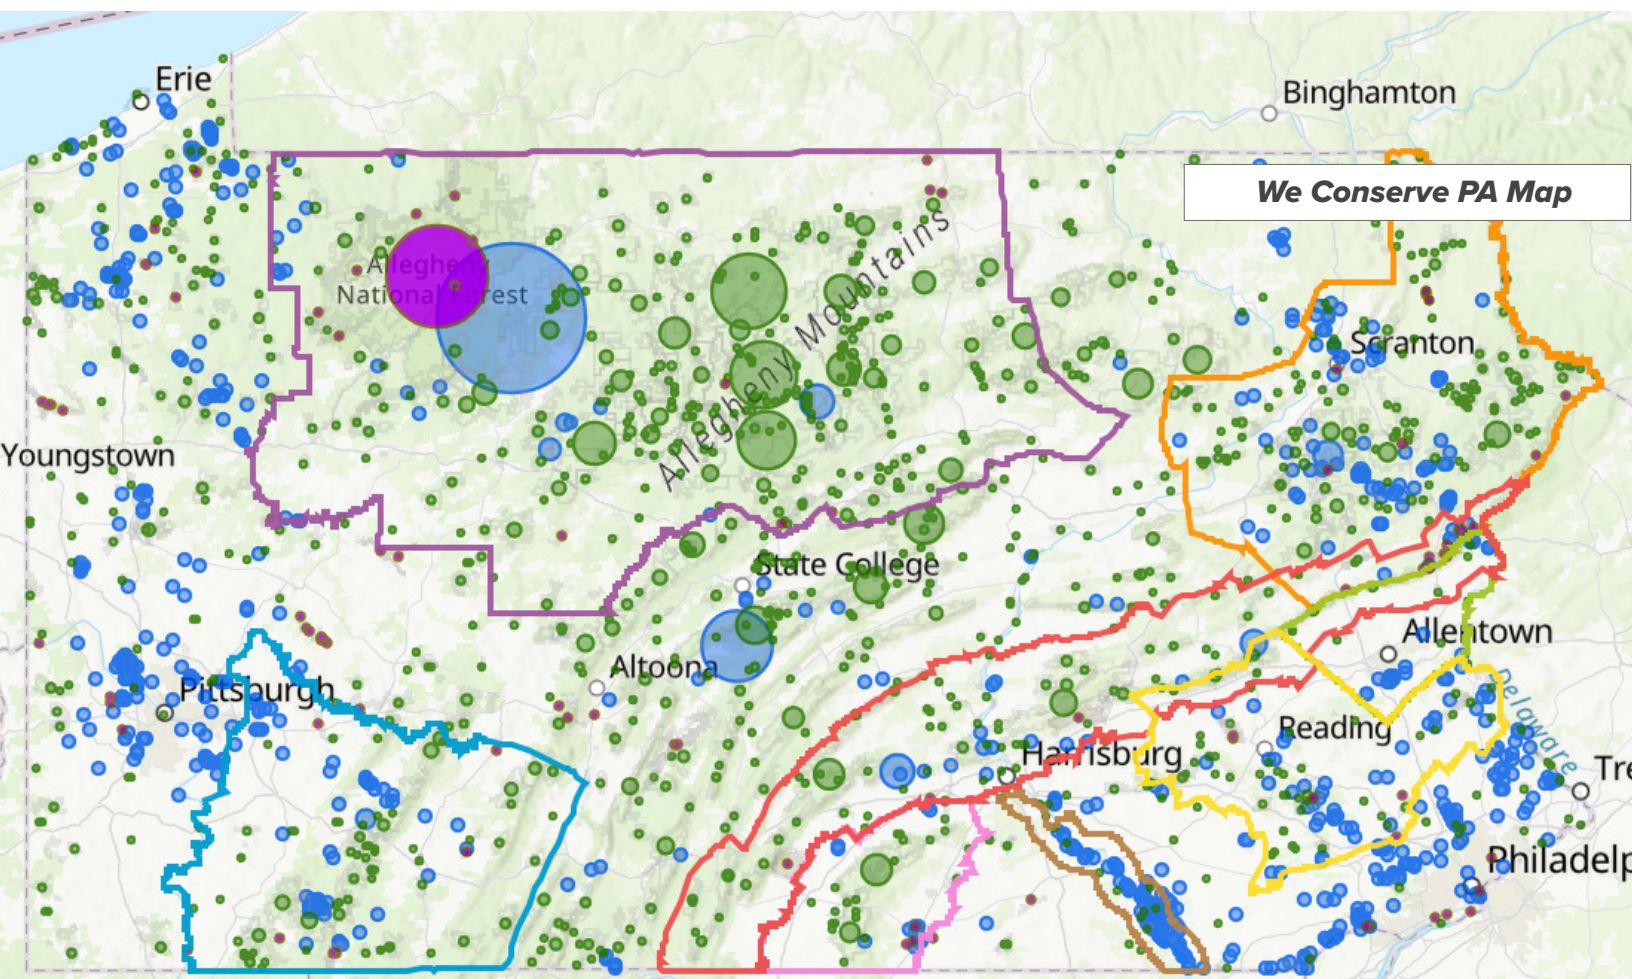 Erie
Binghamton
We Conserve PA Map
Allegheny
National Forest
Allegheny Mountains
Scranton
Youngstown
State College
Allentown
Altoona
Pittsburgh
Delaware
Reading
Harrisburg
Tre
Philadelp